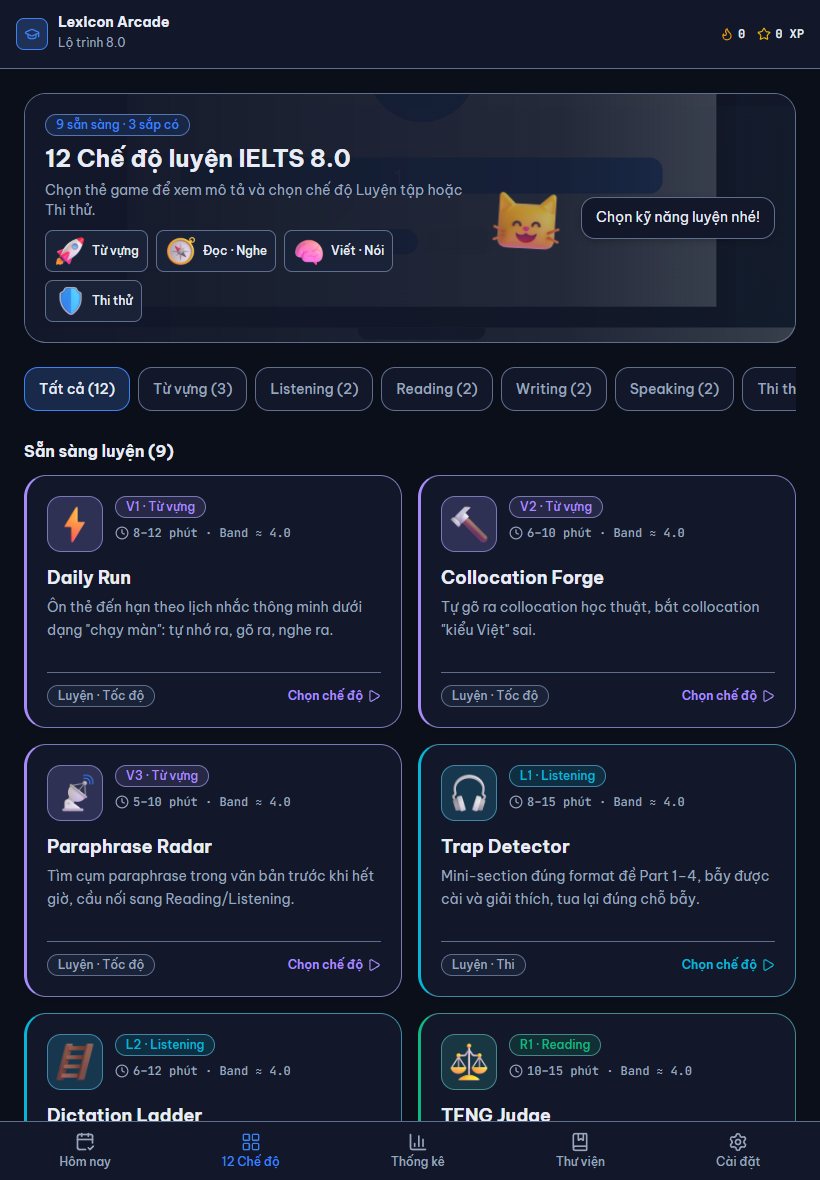 Lexicon Arcade
Lộ trình 8.0
0
0 XP
9 sẵn sàng · 3 sắp có
12 Chế độ luyện IELTS 8.0
Chọn thẻ game để xem mô tả và chọn chế độ Luyện tập hoặc
Thi thử.
Chọn kỹ năng luyện nhé!
Từ vựng
Đọc · Nghe
Viết · Nói
Thi thử
Tất cả (12)
Từ vựng (3)
Listening (2)
Reading (2)
Writing (2)
Speaking (2)
Thi th
Sẵn sàng luyện (9)
V1 · Từ vựng
8–12 phút · Band ≈ 4.0
Daily Run
Ôn thẻ đến hạn theo lịch nhắc thông minh dưới
dạng "chạy màn": tự nhớ ra, gõ ra, nghe ra.
Luyện · Tốc độ
Chọn chế độ
V2 · Từ vựng
6–10 phút · Band ≈ 4.0
Collocation Forge
Tự gõ ra collocation học thuật, bắt collocation
"kiểu Việt" sai.
Luyện · Tốc độ
Chọn chế độ
V3 · Từ vựng
5–10 phút · Band ≈ 4.0
Paraphrase Radar
Tìm cụm paraphrase trong văn bản trước khi hết
giờ, cầu nối sang Reading/Listening.
Luyện · Tốc độ
Chọn chế độ
L1 · Listening
8–15 phút · Band ≈ 4.0
Trap Detector
Mini-section đúng format đề Part 1–4, bẫy được
cài và giải thích, tua lại đúng chỗ bẫy.
Luyện · Thi
Chọn chế độ
L2 · Listening
6–12 phút · Band ≈ 4.0
Dictation Ladder
R1 · Reading
10–15 phút · Band ≈ 4.0
TFNG Judge
Hôm nay
12 Chế độ
Thống kê
Thư viện
Cài đặt